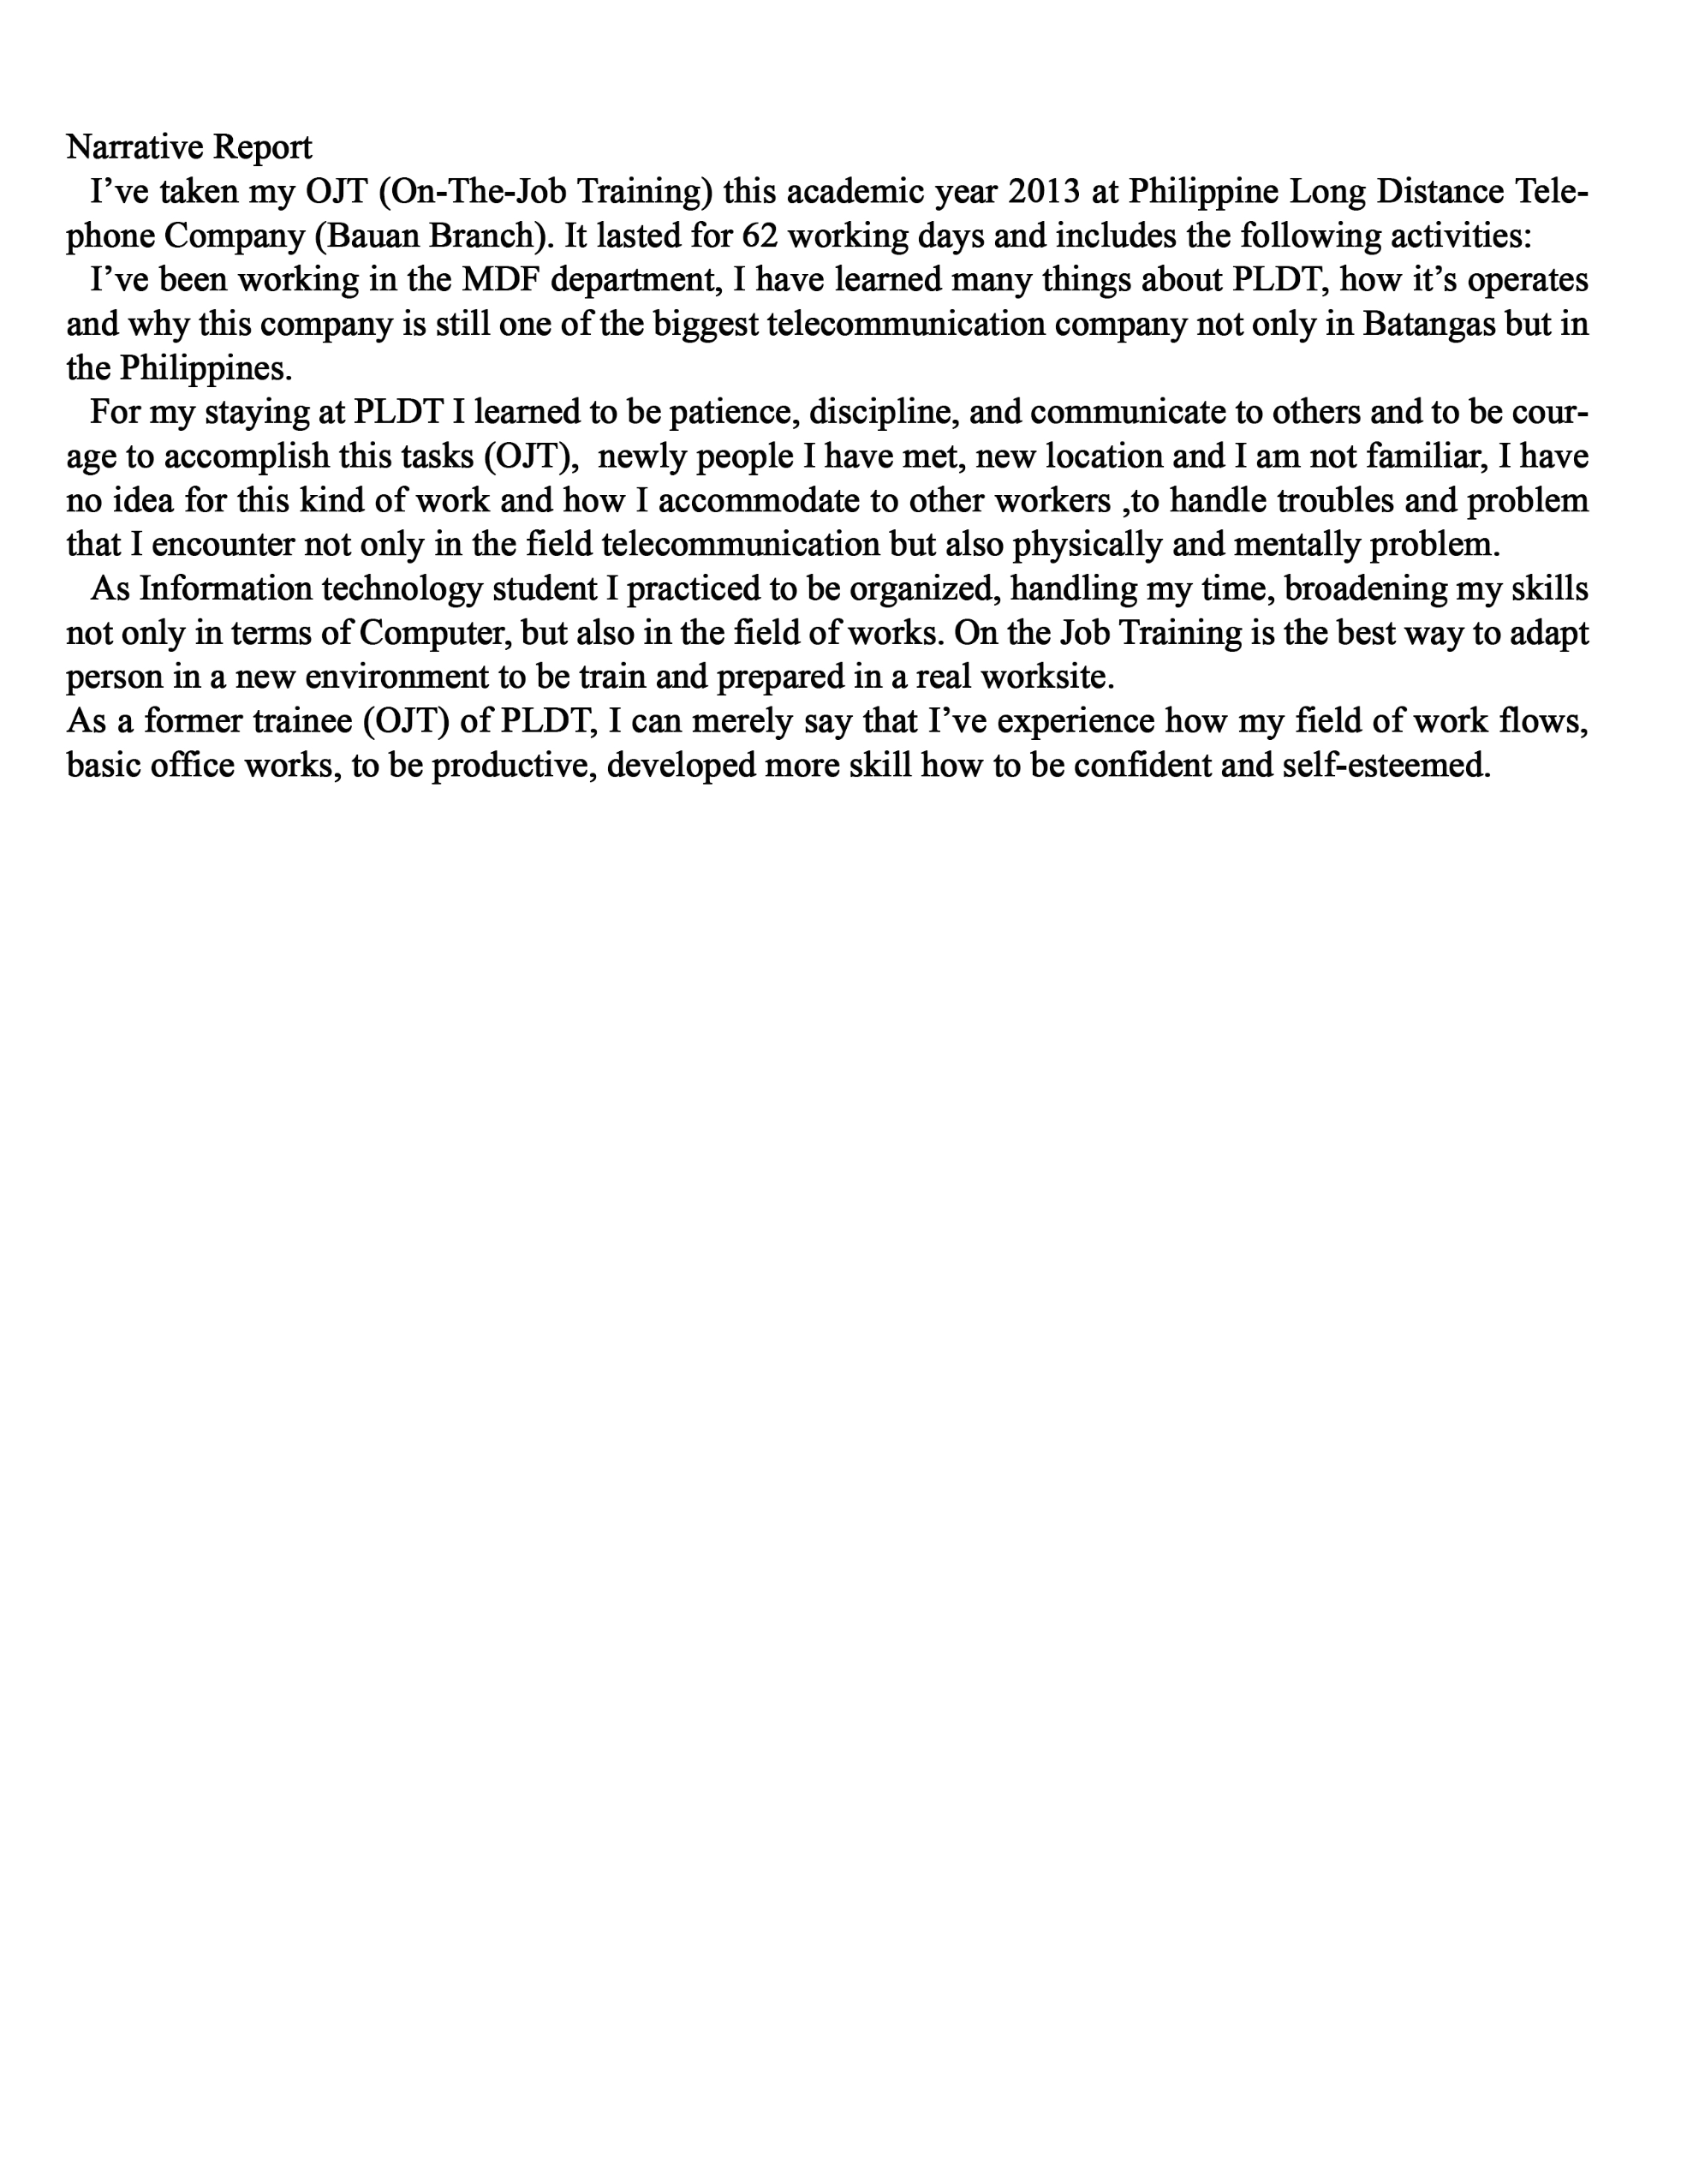 Narrative Report
I’ve taken my OJT (On-The-Job Training) this academic year 2013 at Philippine Long Distance Tele-
phone Company (Bauan Branch). It lasted for 62 working days and includes the following activities:
I’ve been working in the MDF department, I have learned many things about PLDT, how it’s operates
and why this company is still one of the biggest telecommunication company not only in Batangas but in
the Philippines.
For my staying at PLDT I learned to be patience, discipline, and communicate to others and to be cour-
age to accomplish this tasks (OJT),  newly people I have met, new location and I am not familiar, I have
no idea for this kind of work and how I accommodate to other workers ,to handle troubles and problem
that I encounter not only in the field telecommunication but also physically and mentally problem.
As Information technology student I practiced to be organized, handling my time, broadening my skills
not only in terms of Computer, but also in the field of works. On the Job Training is the best way to adapt
person in a new environment to be train and prepared in a real worksite.
As a former trainee (OJT) of PLDT, I can merely say that I’ve experience how my field of work flows,
basic office works, to be productive, developed more skill how to be confident and self-esteemed.